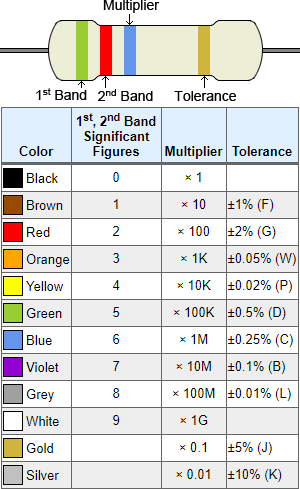 Multiplier
1st Band
2nd Band
Tolerance
Color
1st, 2nd Band
Significant
Figures
Multiplier
Tolerance
Black 0 × 1
Brown 1 × 10 ±1% (F)
Red 2 × 100 ±2% (G)
Orange 3 × 1K ±0.05% (W)
Yellow 4 × 10K ±0.02% (P)
Green 5 × 100K ±0.5% (D)
Blue 6 × 1M ±0.25% (C)
Violet 7 × 10M ±0.1% (B)
Grey 8 × 100M ±0.01% (L)
White 9 × 1G
Gold × 0.1 ±5% (J)
Silver × 0.01 ±10% (K)